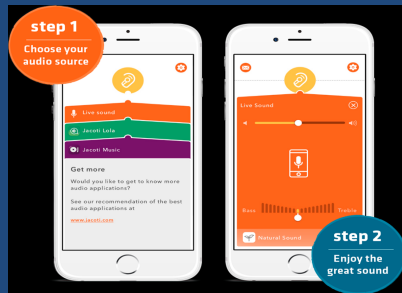 step 1
Choose your
audio source
Live sound
Jacoti Lola
Jacoti Music
Get more
Would you like to get to know more
audio applications?
See our recommendation of the best
audio applications at
www.jacoti.com
Live Sound
Bass
Treble
Natural Sound
step 2
Enjoy the
great sound